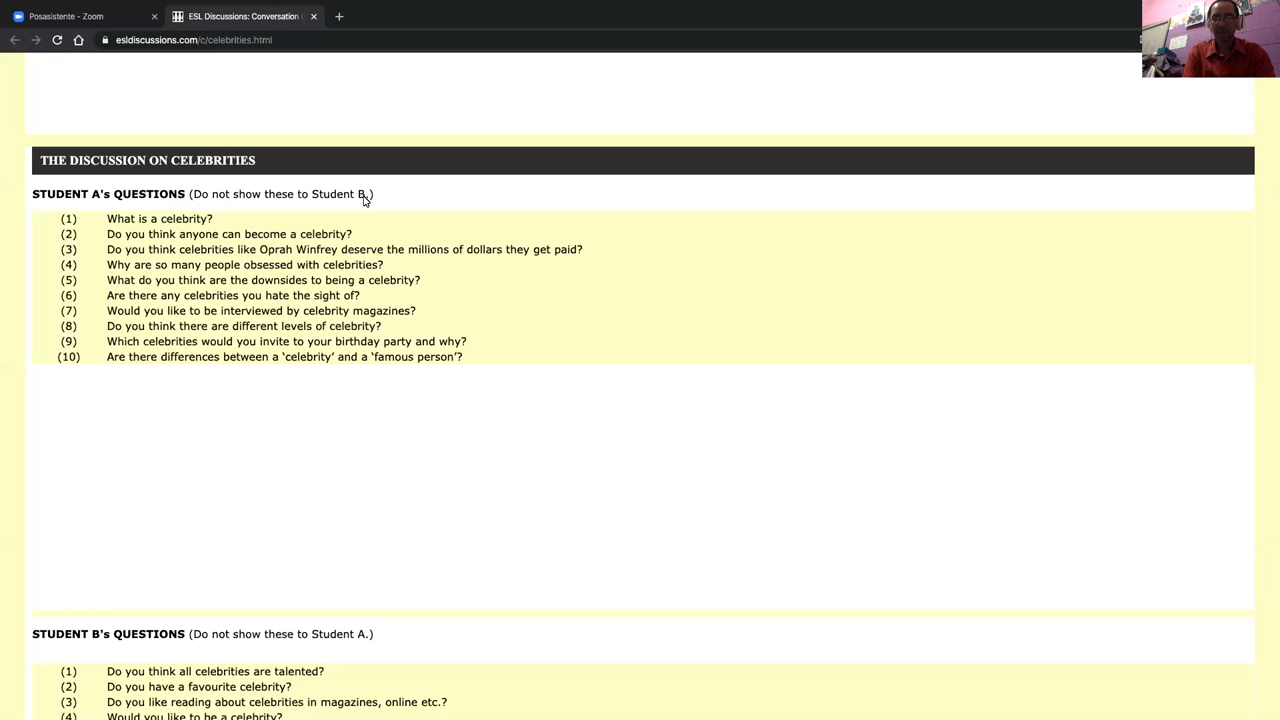 Posasistente - Zoom
ESL Discussions: Conversation
esldiscussions.com/c/celebrities.html
THE DISCUSSION ON CELEBRITIES
STUDENT A's QUESTIONS (Do not show these to Student B.)
(1) What is a celebrity?
(2) Do you think anyone can become a celebrity?
(3) Do you think celebrities like Oprah Winfrey deserve the millions of dollars they get paid?
(4) Why are so many people obsessed with celebrities?
(5) What do you think are the downsides to being a celebrity?
(6) Are there any celebrities you hate the sight of?
(7) Would you like to be interviewed by celebrity magazines?
(8) Do you think there are different levels of celebrity?
(9) Which celebrities would you invite to your birthday party and why?
(10) Are there differences between a ‘celebrity’ and a ‘famous person’?
STUDENT B's QUESTIONS (Do not show these to Student A.)
(1) Do you think all celebrities are talented?
(2) Do you have a favourite celebrity?
(3) Do you like reading about celebrities in magazines, online etc.?
(4) Would you like to be a celebrity?